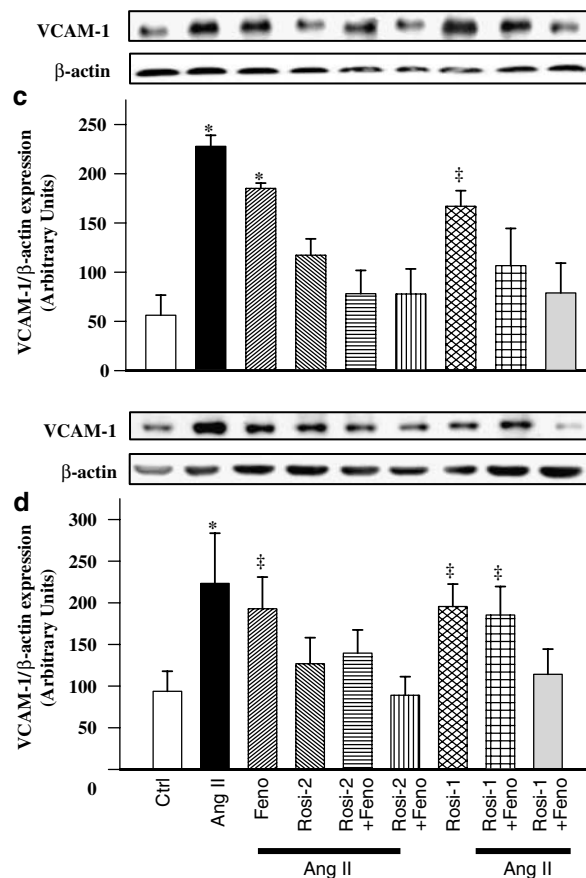 VCAM-1
β-actin
c
VCAM-1/β-actin expression
(Arbitrary Units)
250
200
150
100
50
0
*
*
‡
VCAM-1
β-actin
d
VCAM-1/β-actin expression
(Arbitrary Units)
300
200
150
100
50
0
*
‡
‡
‡
Ctrl
Ang II
Feno
Rosi-2
Rosi-2
+Feno
Rosi-2
+Feno
Rosi-1
Rosi-1
+Feno
Rosi-1
+Feno
Ang II
Ang II